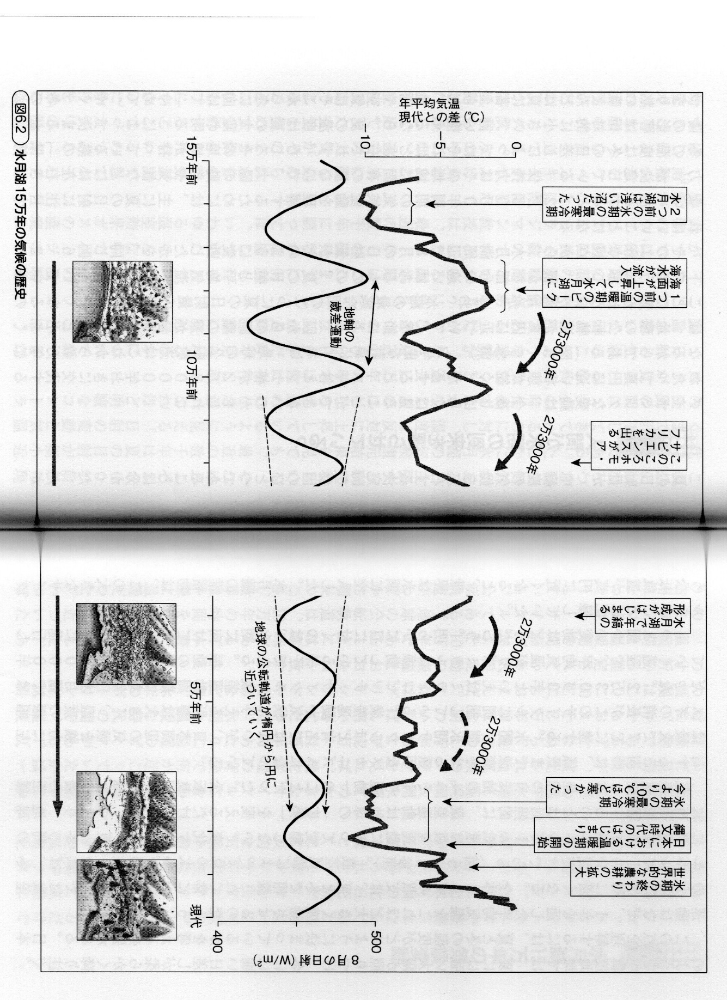 年平均気温
現代との差 (℃)
0
−5
−10
2つ前の氷期の最寒冷期
水月湖は浅い沼だった
1つ前の温暖期のピーク
海面が上昇して水月湖に
海水が流入
2万3000年
2万3000年
このころホモ・
サピエンスがア
フリカを出る
水月湖で年縞の
形成がはじまる
2万3000年
2万3000年
氷期の最寒冷期
今より10℃ほど寒かった
日本における温暖期の開始
縄文時代のはじまり
氷期の終わり
世界的な農耕の拡大
地軸の
歳差運動
地球の公転軌道が楕円から円に
近づいていく
500
400
8月の日射 (W/m²)
15万年前
10万年前
5万年前
現代
図6.2 水月湖15万年の気候の歴史